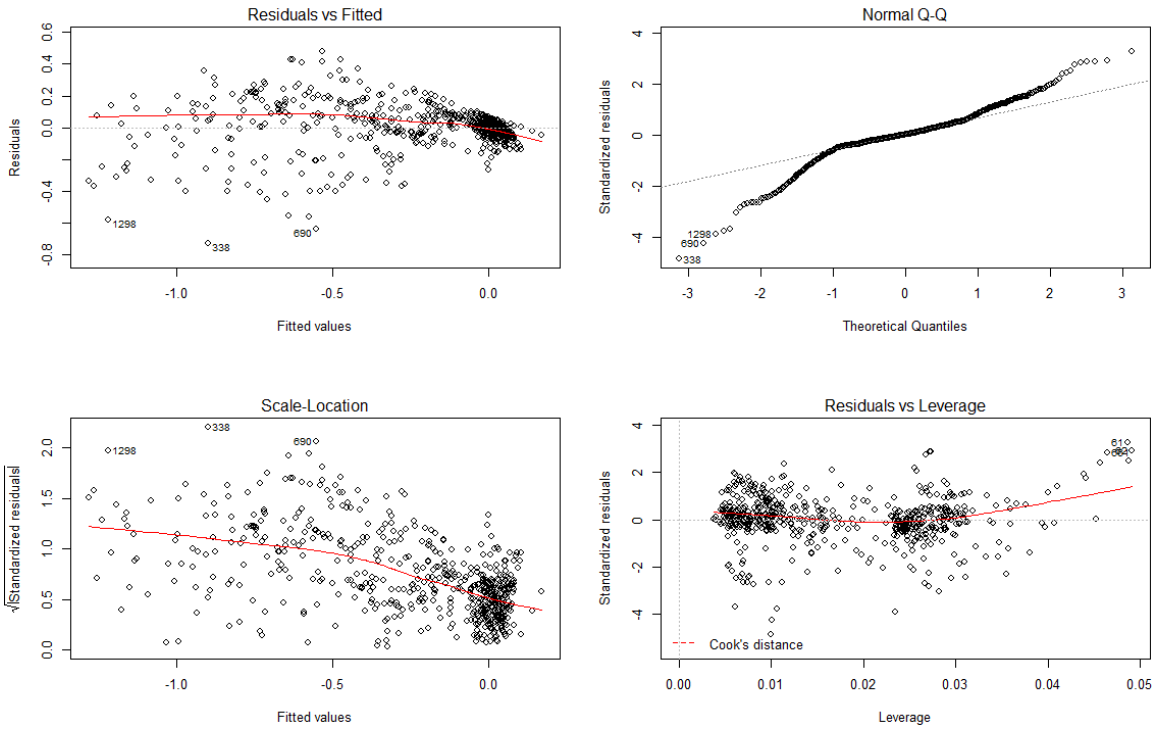 Residuals vs Fitted
Residuals
-0.8 -0.4 0.0 0.2 0.4 0.6
1298
338
690
-1.0 -0.5 0.0
Fitted values
Normal Q-Q
Standardized residuals
-4 -2 0 2 4
1298
690
338
-3 -2 -1 0 1 2 3
Theoretical Quantiles
Scale-Location
√|Standardized residuals|
0.0 0.5 1.0 1.5 2.0
1298
338
690
-1.0 -0.5 0.0
Fitted values
Residuals vs Leverage
Standardized residuals
-4 -2 0 2 4
61
Cook's distance
0.00 0.01 0.02 0.03 0.04 0.05
Leverage